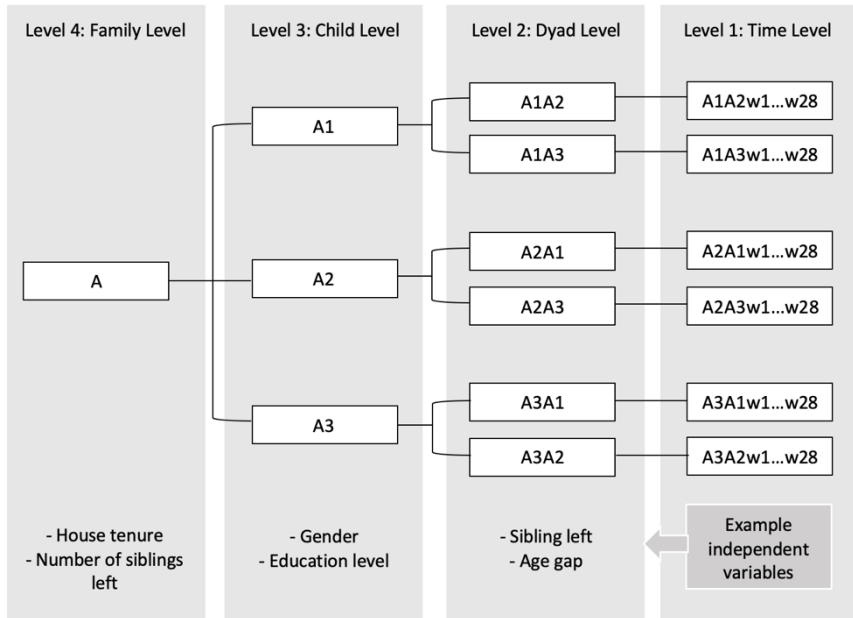 Level 4: Family Level
Level 3: Child Level
Level 2: Dyad Level
Level 1: Time Level
A
A1
A2
A3
A1A2
A1A3
A2A1
A2A3
A3A1
A3A2
A1A2w1...w28
A1A3w1...w28
A2A1w1...w28
A2A3w1...w28
A3A1w1...w28
A3A2w1...w28
- House tenure
- Number of siblings
left
- Gender
- Education level
- Sibling left
- Age gap
Example
independent
variables